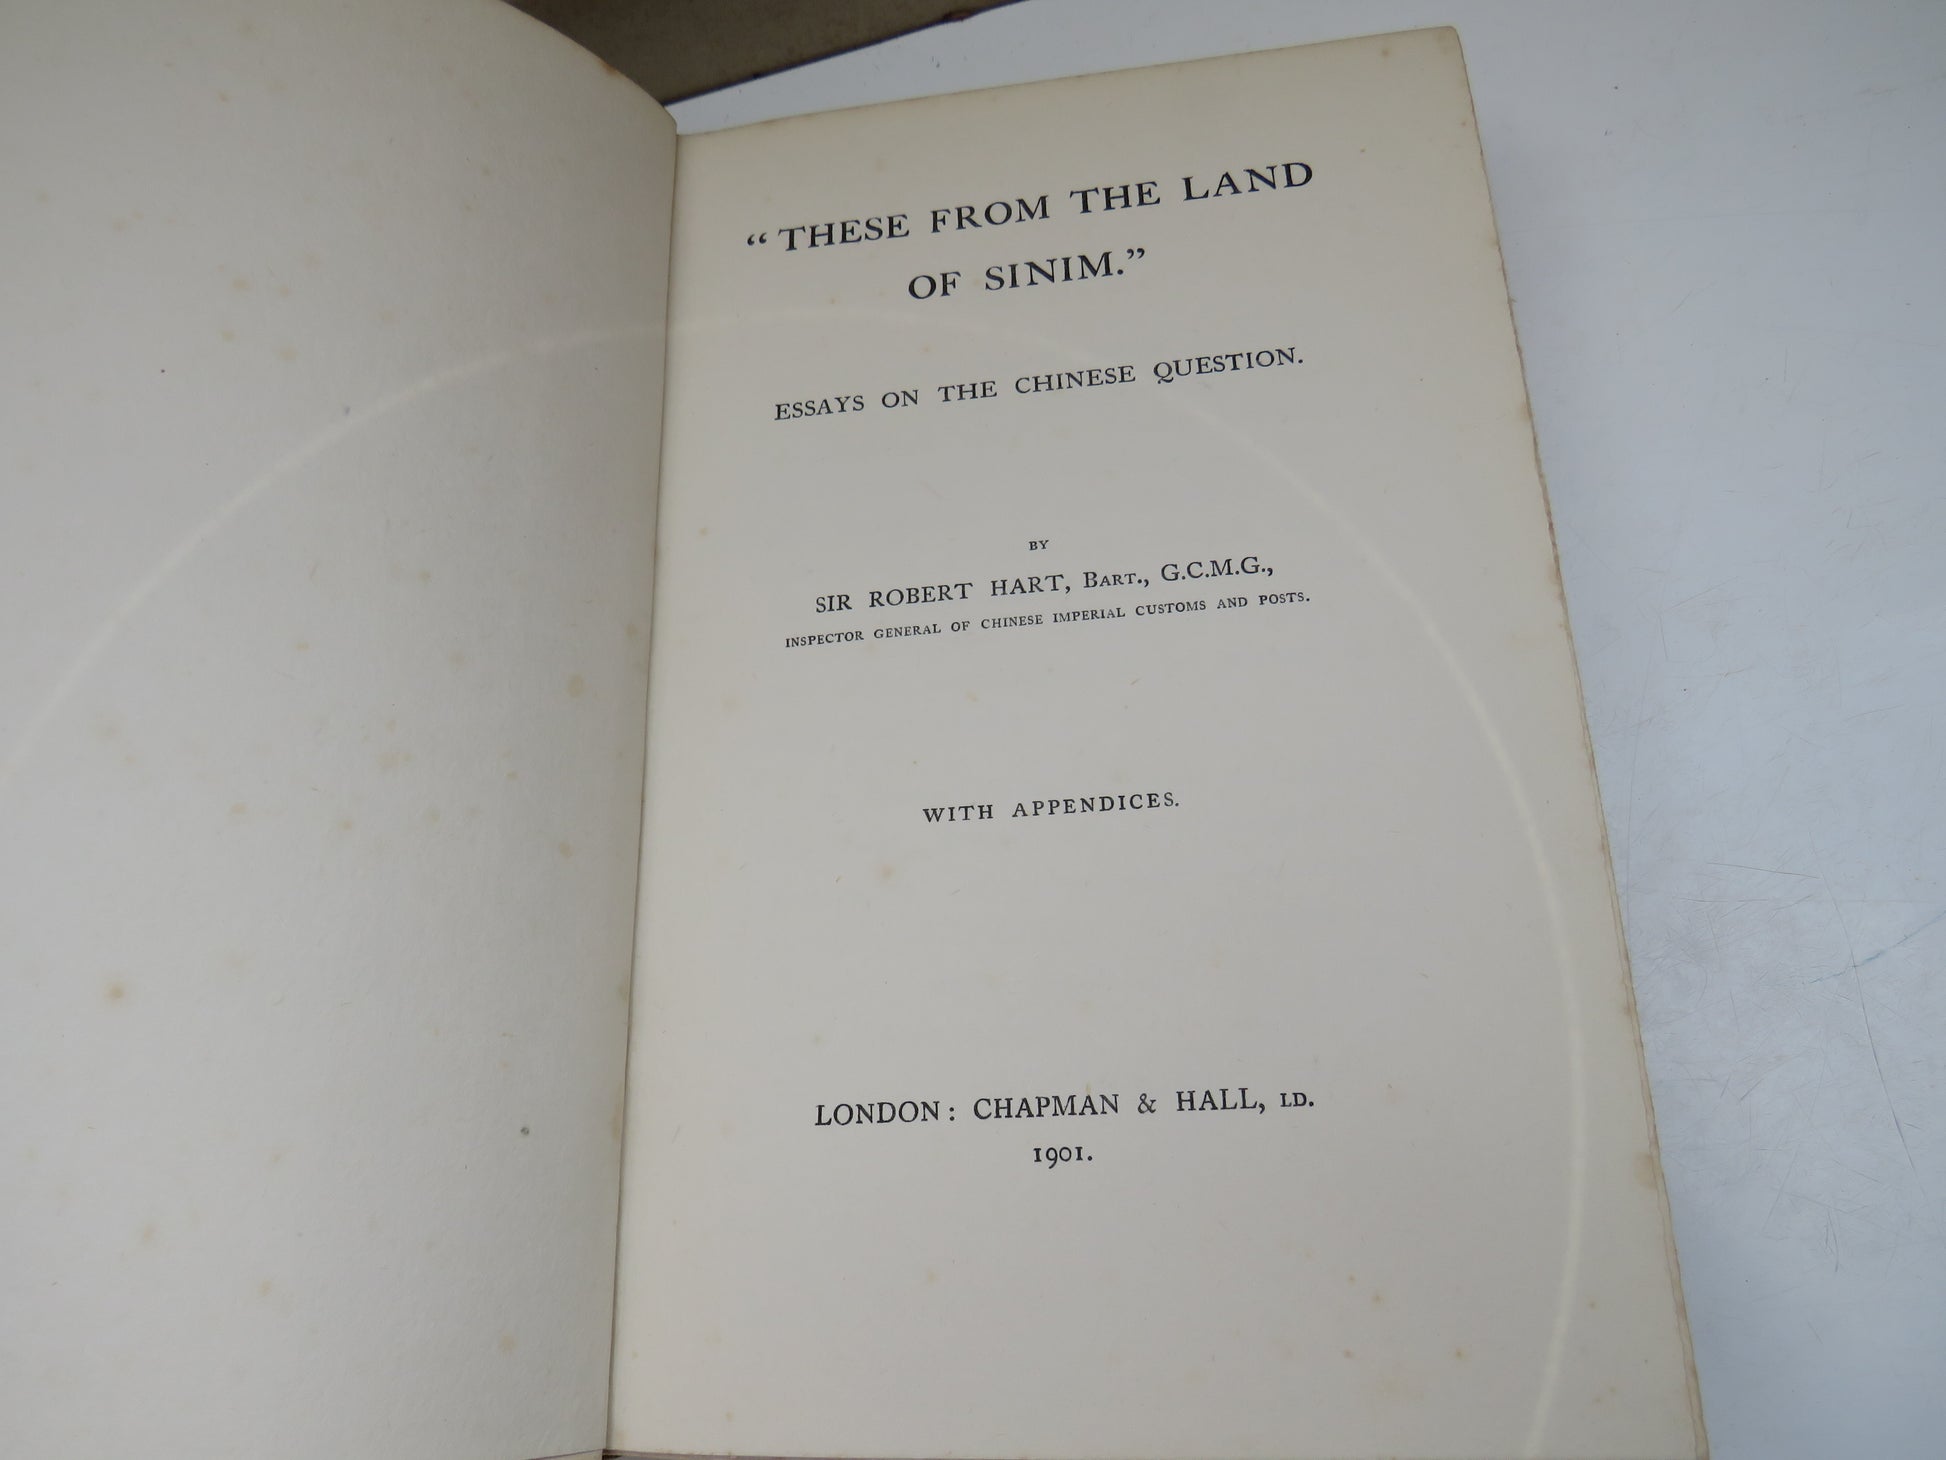 “THESE FROM THE LAND
OF SINIM.”
ESSAYS ON THE CHINESE QUESTION.
BY
SIR ROBERT HART, BART., G.C.M.G.,
INSPECTOR GENERAL OF CHINESE IMPERIAL CUSTOMS AND POSTS.
WITH APPENDICES.
LONDON: CHAPMAN & HALL, LD.
1901.